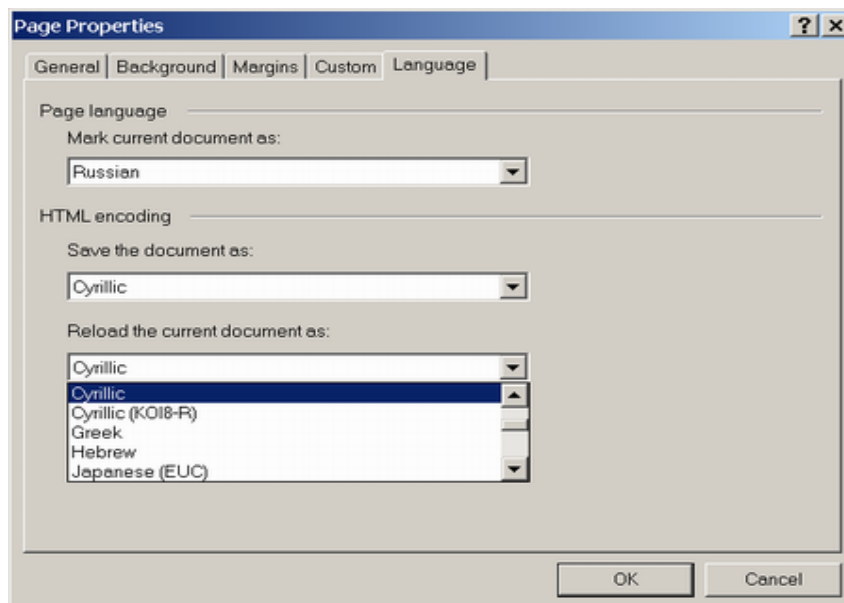 Page Properties
General Background Margins Custom Language
Page language
Mark current document as:
Russian
HTML encoding
Save the document as:
Cyrillic
Reload the current document as:
Cyrillic
Cyrillic
Cyrillic (KOI8-R)
Greek
Hebrew
Japanese (EUC)
OK Cancel